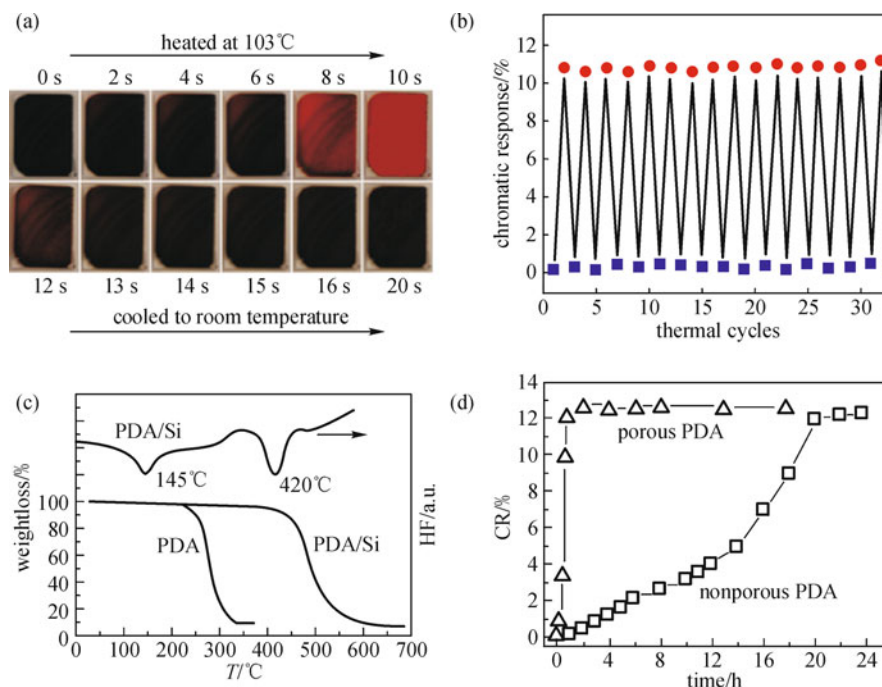 (a)
heated at 103℃
0 s 2 s 4 s 6 s 8 s 10 s
12 s 13 s 14 s 15 s 16 s 20 s
cooled to room temperature
(b)
chromatic response/%
12
10
8
6
4
2
0
0 5 10 15 20 25 30
thermal cycles
(c)
PDA/Si
145℃
420℃
weightloss/%
HF/a.u.
100
80
60
40
20
0
PDA
PDA/Si
0 100 200 300 400 500 600 700
T/℃
(d)
CR/%
14
12
10
8
6
4
2
0
porous PDA
nonporous PDA
0 4 8 12 16 20 24
time/h